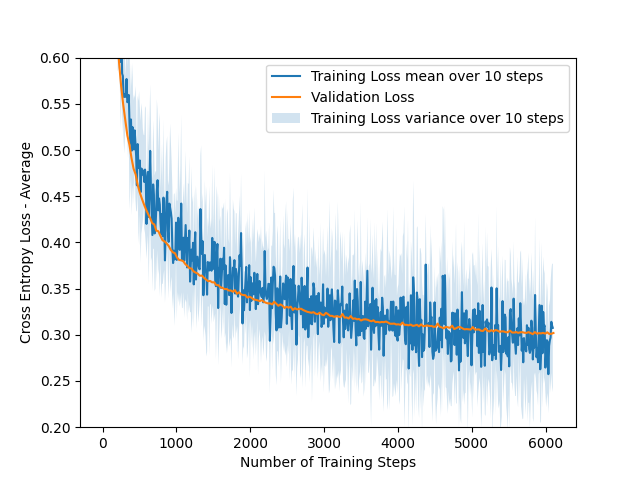 0.60
0.55
0.50
0.45
0.40
0.35
0.30
0.25
0.20
Cross Entropy Loss - Average
Training Loss mean over 10 steps
Validation Loss
Training Loss variance over 10 steps
0 1000 2000 3000 4000 5000 6000
Number of Training Steps